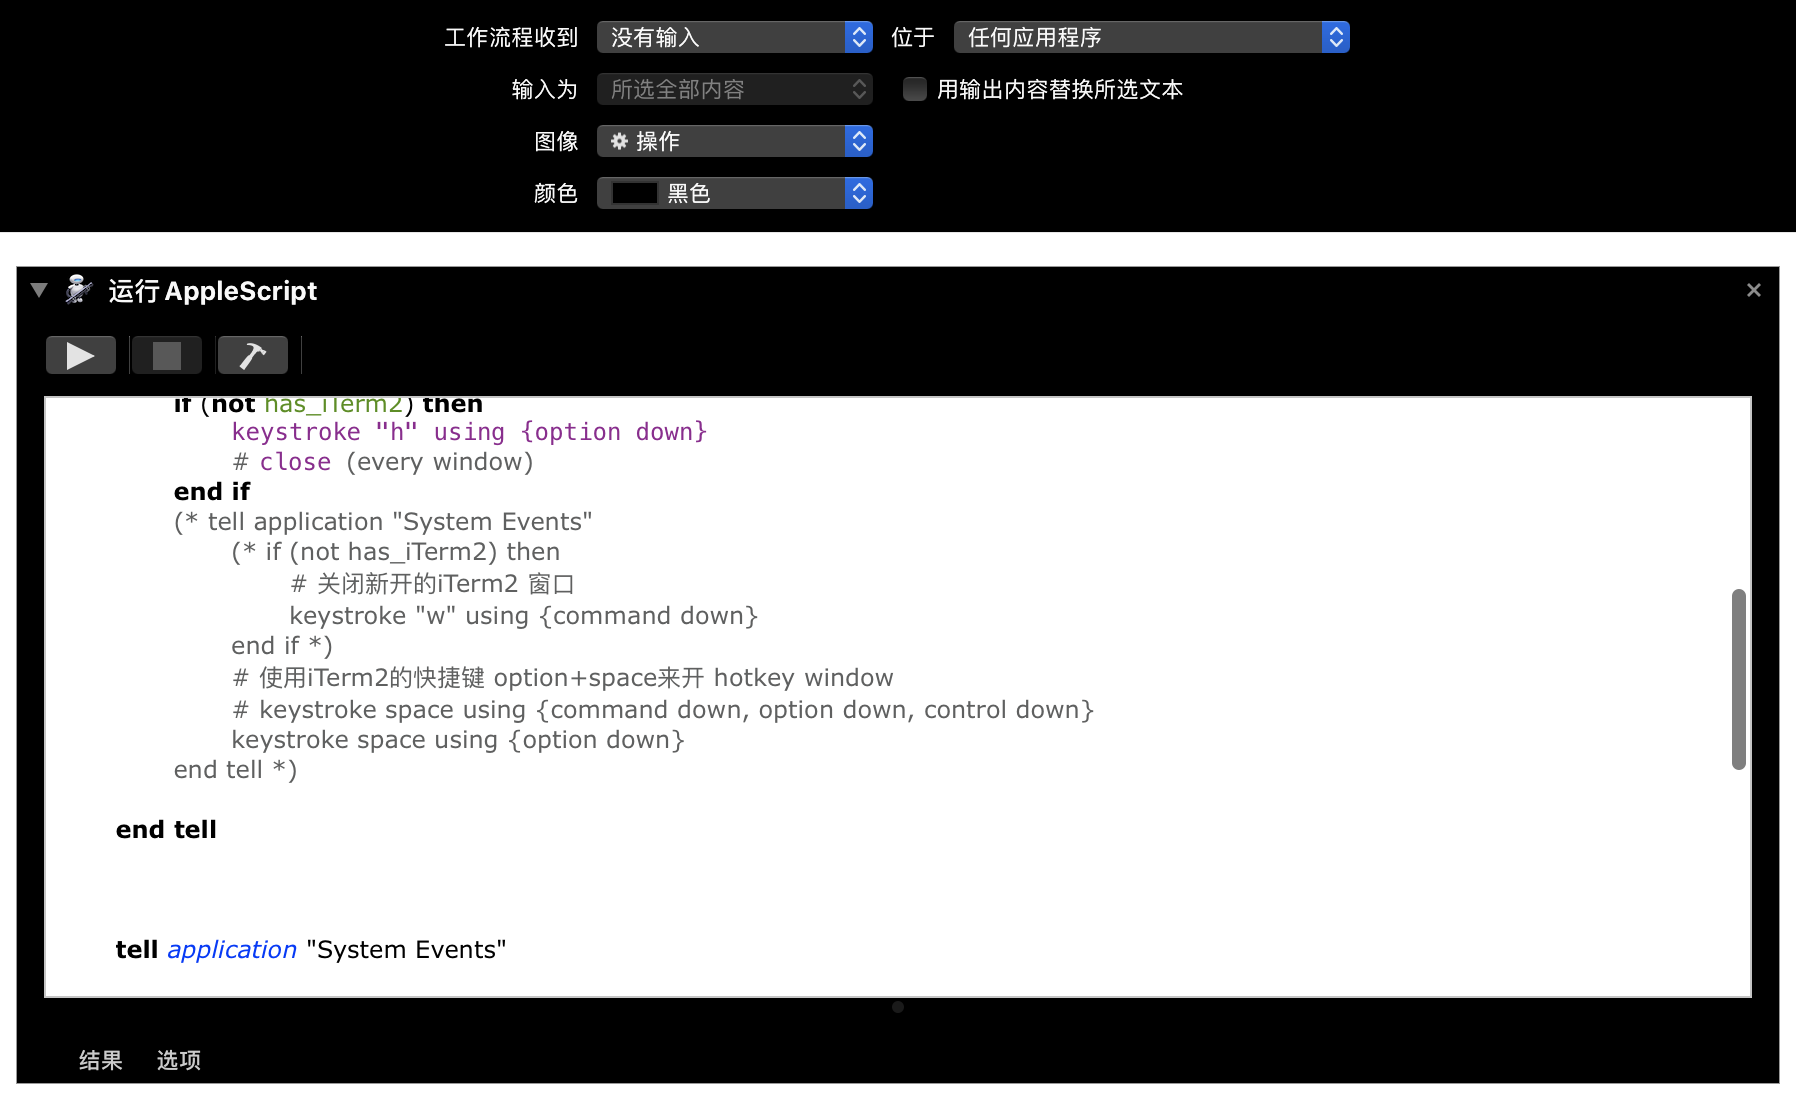 工作流程收到 没有输入 位于 任何应用程序
输入为 所选全部内容 用输出内容替换所选文本
图像 操作
颜色 黑色
运行 AppleScript
if (not has_iTerm2) then
keystroke "h" using {option down}
# close (every window)
end if
(* tell application "System Events"
(* if (not has_iTerm2) then
# 关闭新开的iTerm2 窗口
keystroke "w" using {command down}
end if *)
# 使用iTerm2的快捷键 option+space来开 hotkey window
# keystroke space using {command down, option down, control down}
keystroke space using {option down}
end tell *)
end tell
tell application "System Events"
结果 选项